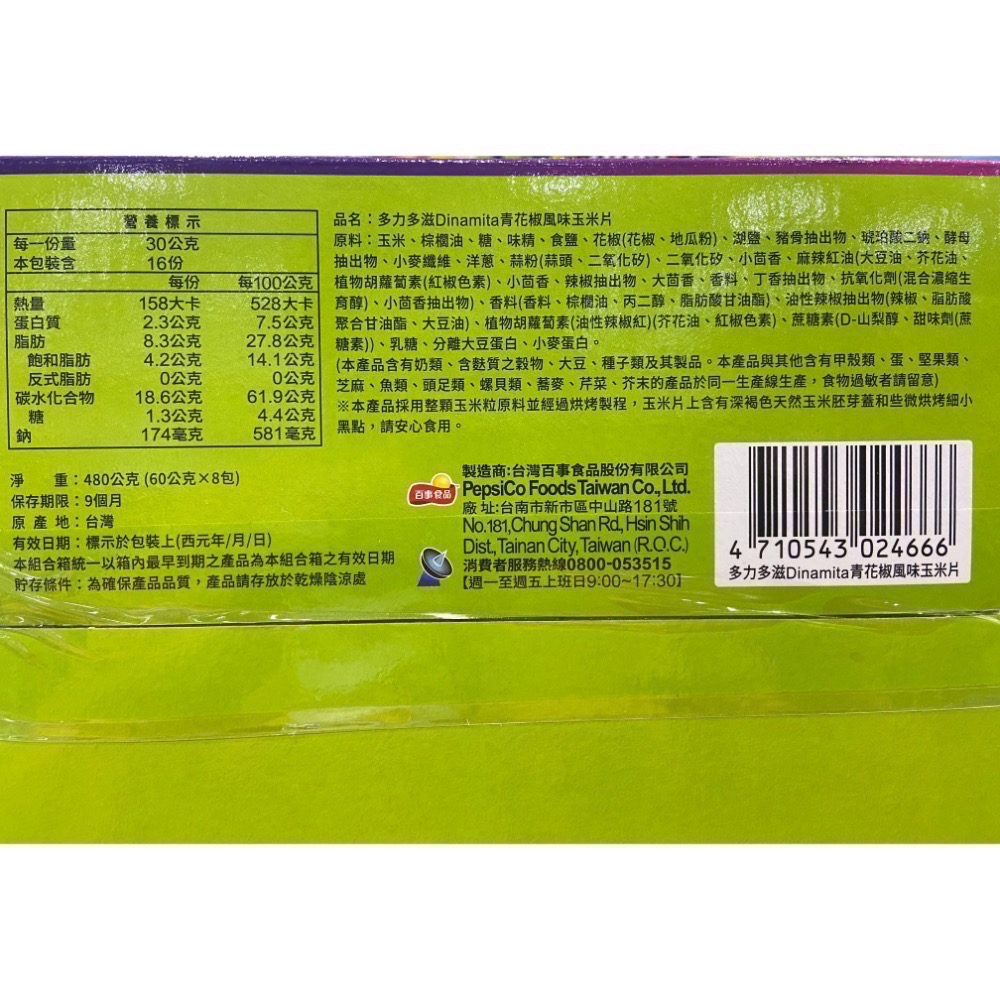 營養標示
每一份量 30公克
本包裝含 16份
每份 每100公克
熱量 158大卡 528大卡
蛋白質 2.3公克 7.5公克
脂肪 8.3公克 27.8公克
飽和脂肪 4.2公克 14.1公克
反式脂肪 0公克 0公克
碳水化合物 18.6公克 61.9公克
糖 1.3公克 4.4公克
鈉 174毫克 581毫克
品名：多力多滋Dinamita青花椒風味玉米片
原料：玉米、棕櫚油、糖、味精、食鹽、花椒(花椒、地瓜粉)、湖鹽、豬骨抽出物、琥珀酸二鈉、酵母
抽出物、小麥纖維、洋蔥、蒜粉(蒜頭、二氧化矽)、二氧化矽、小茴香、麻辣紅油(大豆油、芥花油、
植物胡蘿蔔素(紅椒色素)、小茴香、辣椒抽出物、大茴香、香料、丁香抽出物、抗氧化劑(混合濃縮生
育醇)、小茴香抽出物)、香料(香料、棕櫚油、丙二醇、脂肪酸甘油酯)、油性辣椒抽出物(辣椒、脂肪酸
聚合甘油酯、大豆油)、植物胡蘿蔔素(油性辣椒紅)(芥花油、紅椒色素)、蔗糖素(D-山梨醇、甜味劑(蔗
糖素))、乳糖、分離大豆蛋白、小麥蛋白。
(本產品含有奶類、含麩質之穀物、大豆、種子類及其製品。本產品與其他含有甲殼類、蛋、堅果類、
芝麻、魚類、頭足類、螺貝類、蕎麥、芹菜、芥末的產品於同一生產線生產，食物過敏者請留意)
※本產品採用整顆玉米粒原料並經過烘烤製程，玉米片上含有深褐色天然玉米胚芽蓋和些微烘烤細小
黑點，請安心食用。
淨 重：480公克 (60公克×8包)
保存期限：9個月
原 產 地：台灣
有效日期：標示於包裝上(西元年/月/日)
本組合箱統一以箱內最早到期之產品為本組合箱之有效日期
貯存條件：為確保產品品質，產品請存放於乾燥陰涼處
百事食品
製造商:台灣百事食品股份有限公司
PepsiCo Foods Taiwan Co., Ltd.
廠 址:台南市新市區中山路181號
No.181, Chung Shan Rd, Hsin Shih
Dist, Tainan City, Taiwan (R.O.C.)
消費者服務熱線0800-053515
【週一至週五上班日9:00~17:30】
4 710543 024666
多力多滋Dinamita青花椒風味玉米片